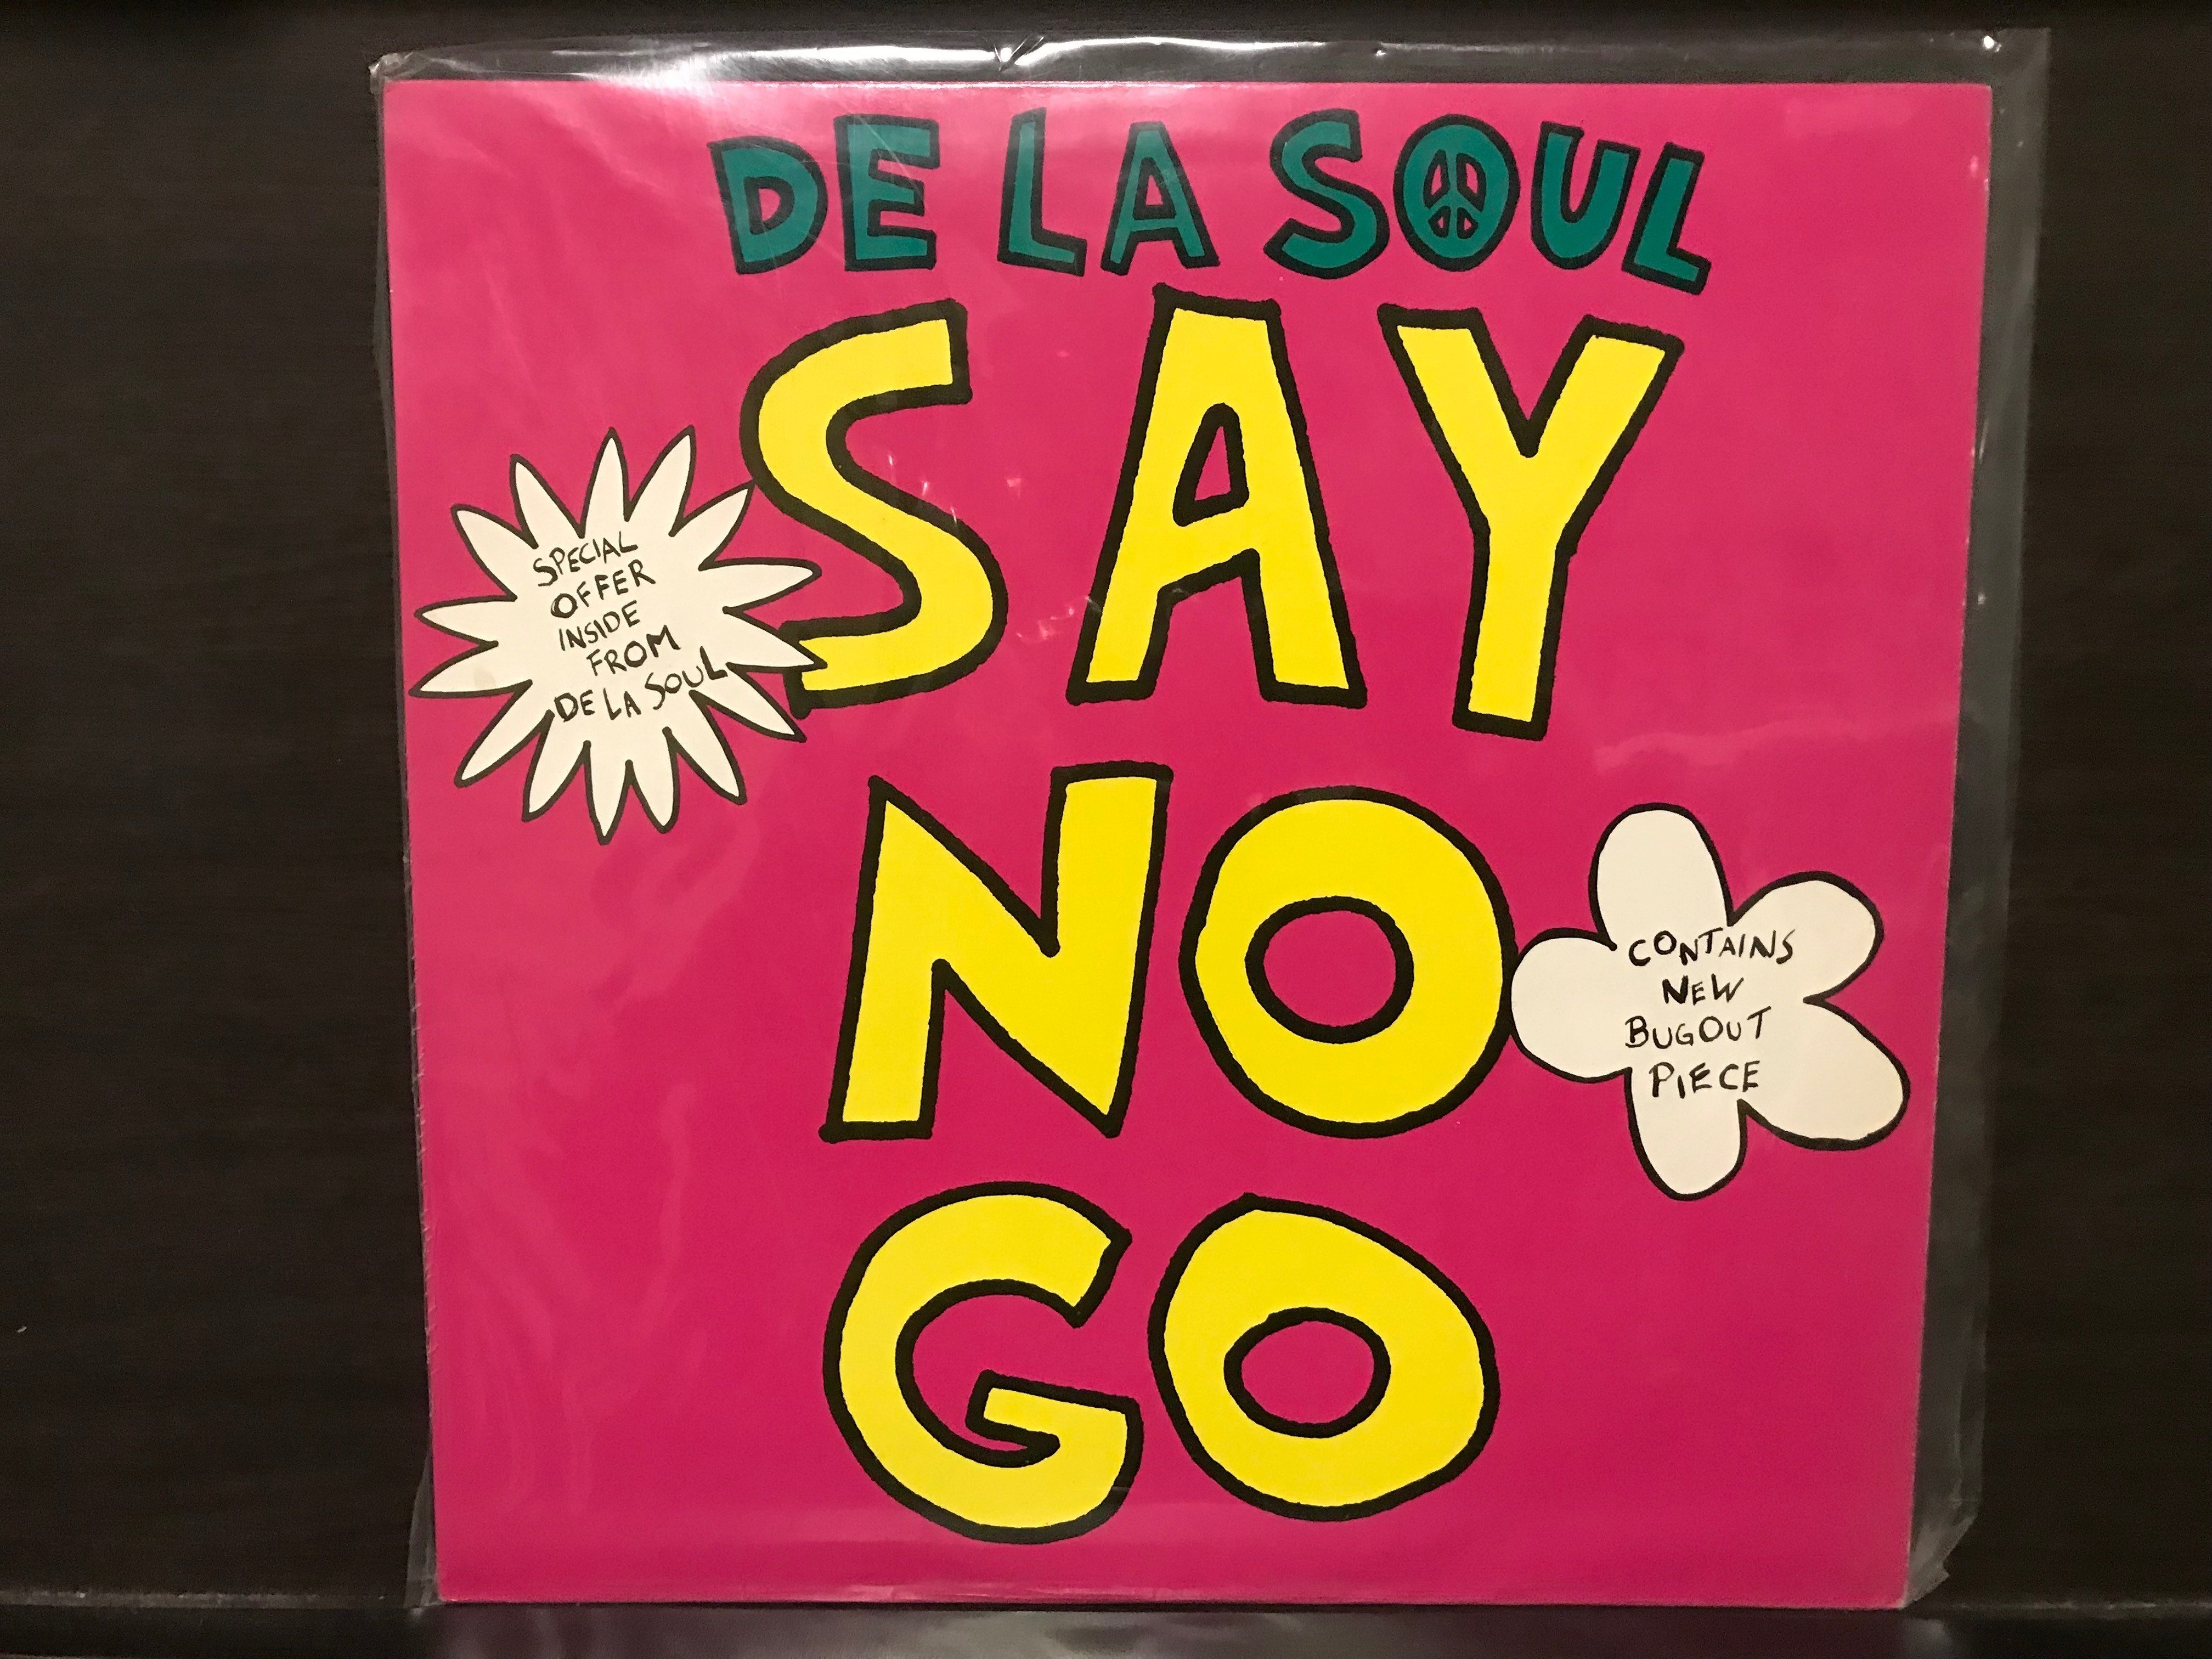 DE LA SOUL
SAY
SPECIAL
OFFER
INSIDE
FROM
DE LA SOUL
NO
CONTAINS
NEW
BUGOUT
PIECE
GO